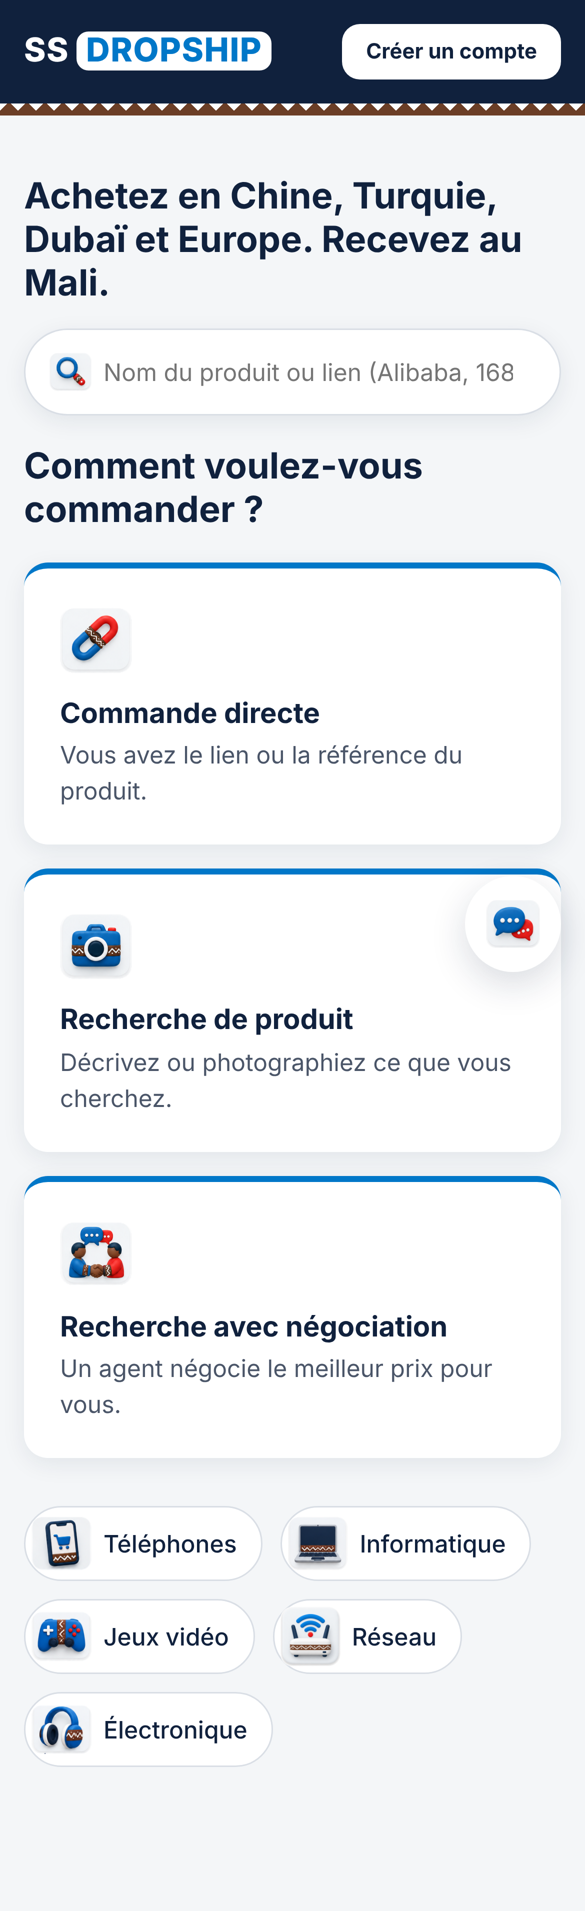 SS DROPSHIP
Créer un compte
Achetez en Chine, Turquie,
Dubaï et Europe. Recevez au
Mali.
Nom du produit ou lien (Alibaba, 168
Comment voulez-vous
commander ?
Commande directe
Vous avez le lien ou la référence du
produit.
Recherche de produit
Décrivez ou photographiez ce que vous
cherchez.
Recherche avec négociation
Un agent négocie le meilleur prix pour
vous.
Téléphones
Informatique
Jeux vidéo
Réseau
Électronique